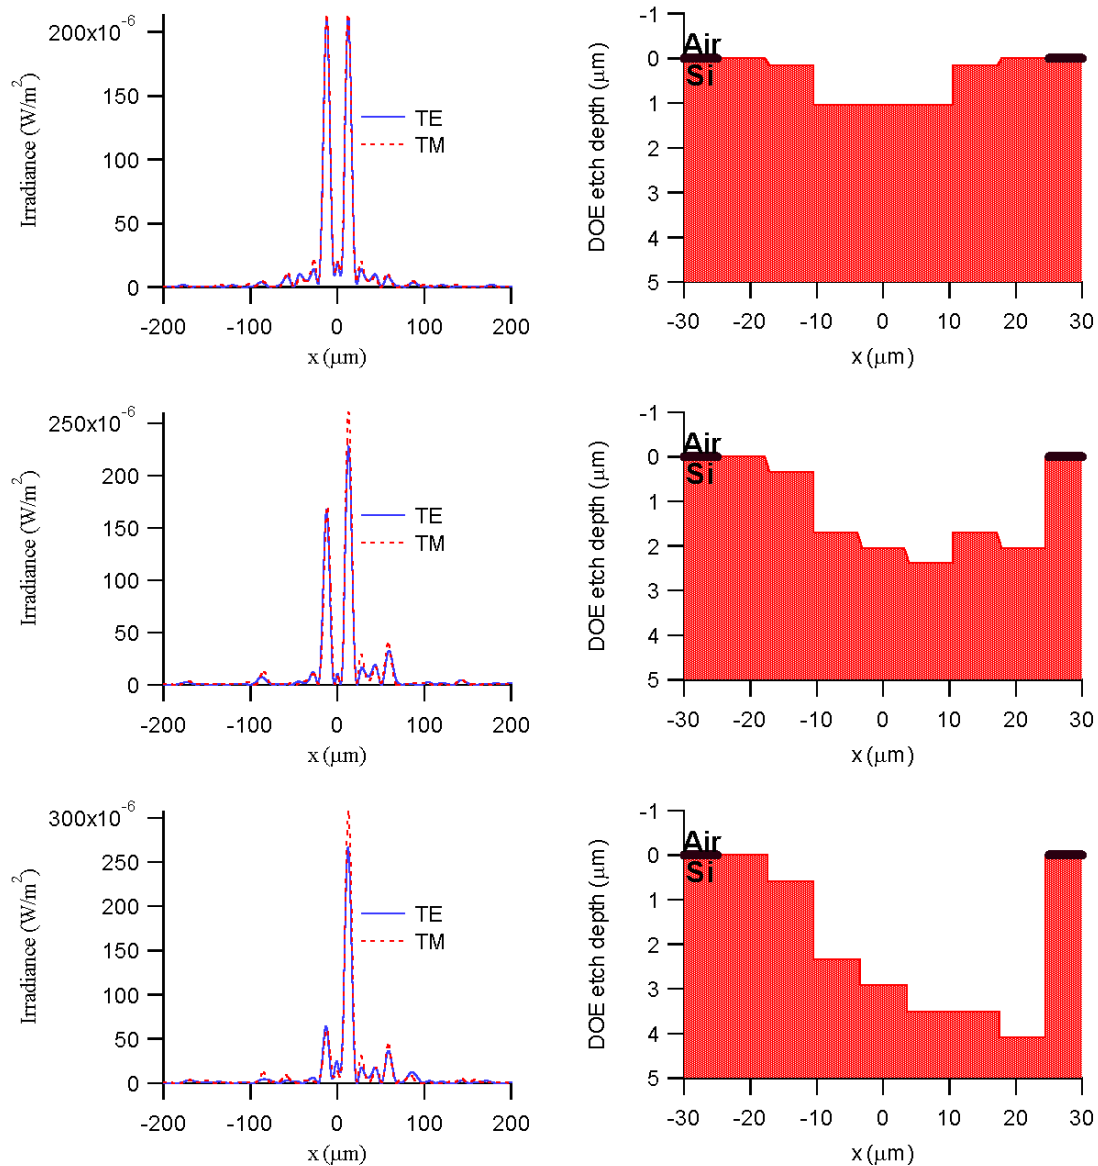 200x10-6
150
100
50
0
-200
-100
0
100
200
Irradiance (W/m2)
x (μm)
TE
TM
-1
0
1
2
3
4
5
-30
-20
-10
0
10
20
30
DOE etch depth (μm)
x (μm)
Air
Si
250x10-6
200
150
100
50
0
-200
-100
0
100
200
Irradiance (W/m2)
x (μm)
TE
TM
-1
0
1
2
3
4
5
-30
-20
-10
0
10
20
30
DOE etch depth (μm)
x (μm)
Air
Si
300x10-6
250
200
150
100
50
0
-200
-100
0
100
200
Irradiance (W/m2)
x (μm)
TE
TM
-1
0
1
2
3
4
5
-30
-20
-10
0
10
20
30
DOE etch depth (μm)
x (μm)
Air
Si